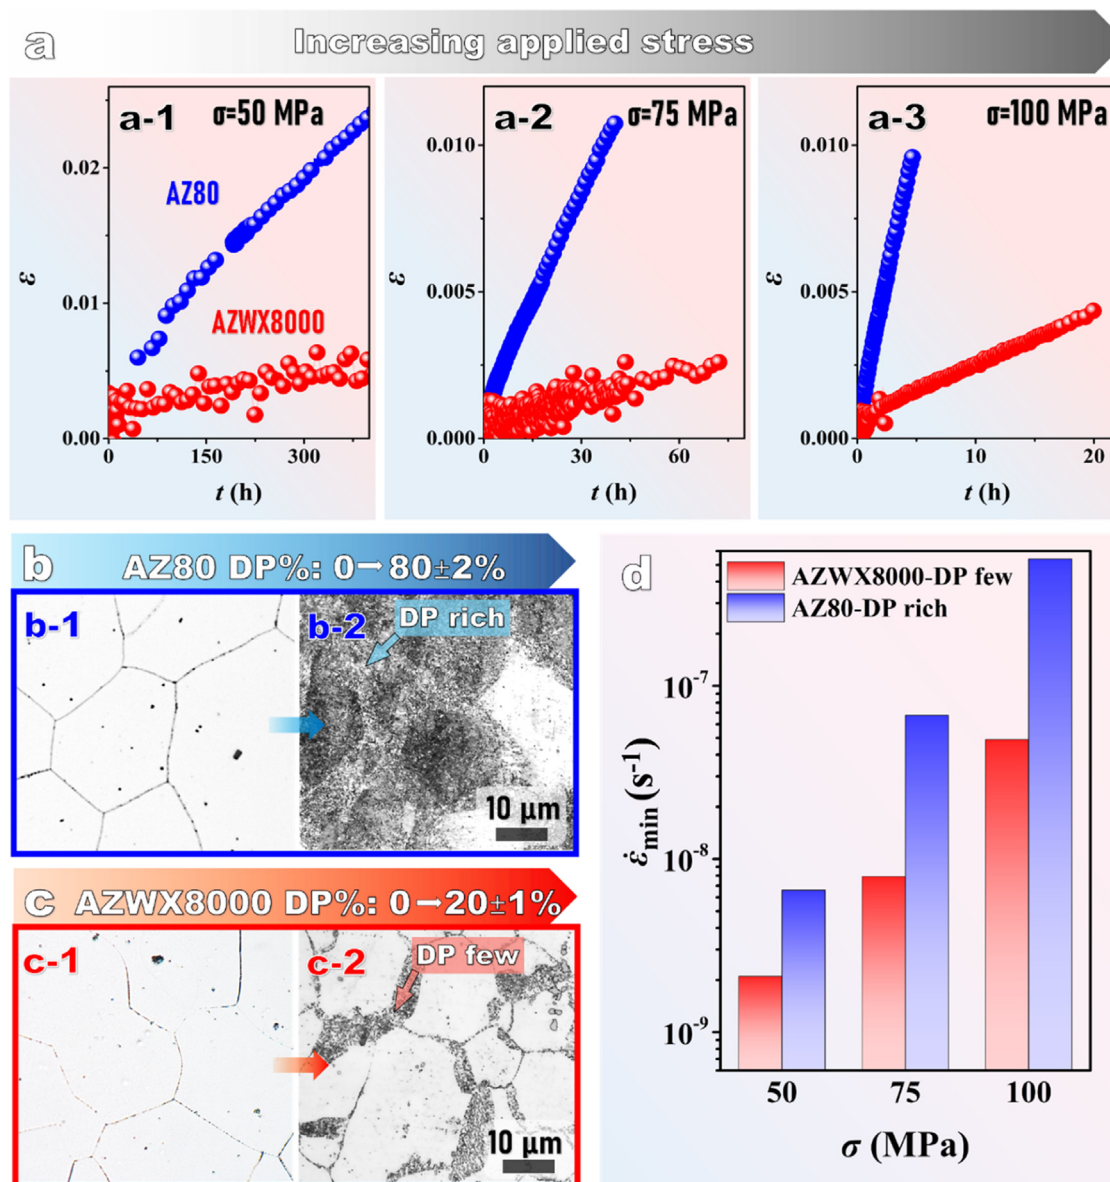 a
Increasing applied stress
a-1
σ=50 MPa
0.02
0.01
0.00
ε
AZ80
AZWX8000
0
150
300
t (h)
a-2
σ=75 MPa
0.010
0.005
0.000
ε
0
30
60
t (h)
a-3
σ=100 MPa
0.010
0.005
0.000
ε
0
10
20
t (h)
b
AZ80 DP%: 0→80±2%
b-1
b-2
DP rich
10 μm
c
AZWX8000 DP%: 0→20±1%
c-1
c-2
DP few
10 μm
d
AZWX8000-DP few
AZ80-DP rich
10⁻⁷
10⁻⁸
10⁻⁹
ε̇min (s⁻¹)
50
75
100
σ (MPa)